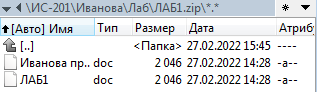 \ИС-201\Иванова\Лаб\ЛАБ1.zip\*.*
[Авто] Имя Тип Размер Дата Атрибу
[..] <Папка> 27.02.2022 15:45 ----
Иванова пр.. doc 2 046 27.02.2022 14:28 -a--
ЛАБ1 doc 2 046 27.02.2022 14:28 -a--